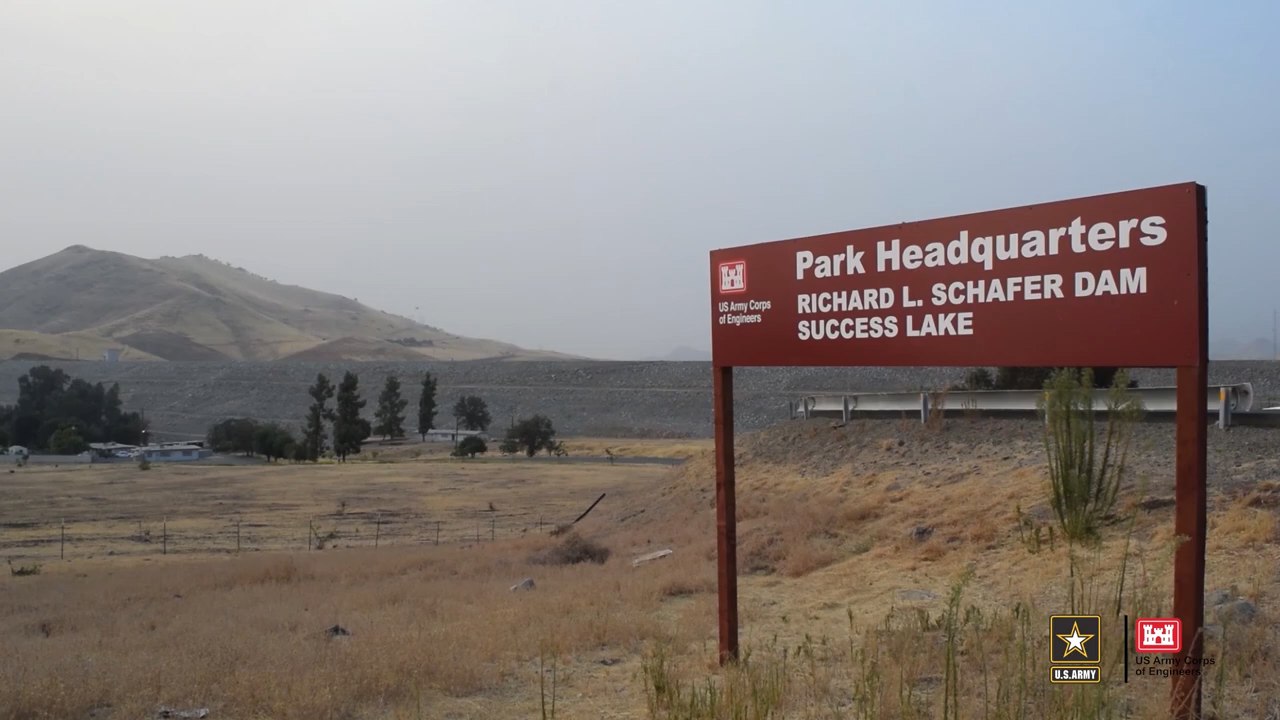 Park Headquarters
RICHARD L. SCHAFER DAM
SUCCESS LAKE
US Army Corps
of Engineers
U.S.ARMY
US Army Corps
of Engineers